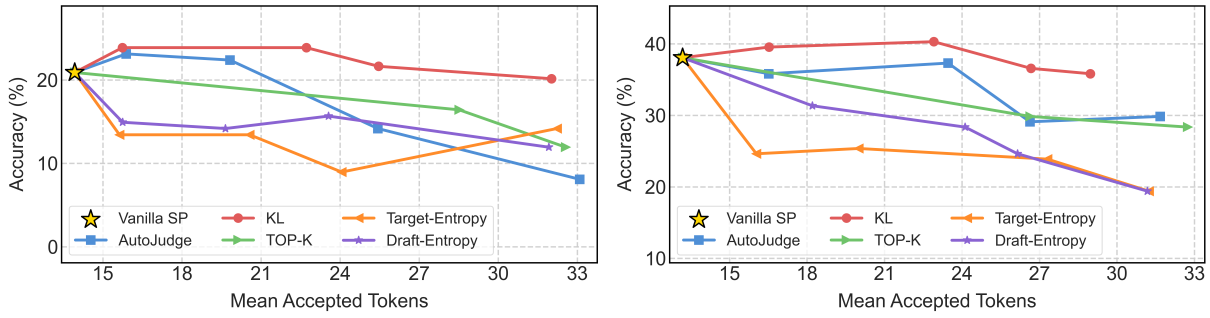 Accuracy (%)
20
10
0
Vanilla SP
AutoJudge
KL
TOP-K
Target-Entropy
Draft-Entropy
15 18 21 24 27 30 33
Mean Accepted Tokens
Accuracy (%)
40
30
20
10
Vanilla SP
AutoJudge
KL
TOP-K
Target-Entropy
Draft-Entropy
15 18 21 24 27 30 33
Mean Accepted Tokens